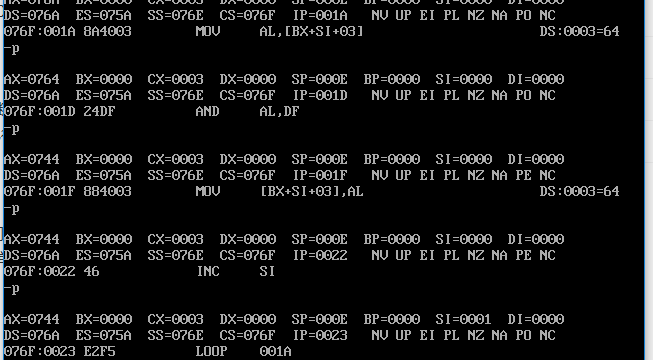 DS=076A ES=075A SS=076E CS=076F IP=001A NV UP EI PL NZ NA PO NC
076F:001A 8A4003 MOV AL,[BX+SI+03] DS:0003=64
-p
AX=0764 BX=0000 CX=0003 DX=0000 SP=000E BP=0000 SI=0000 DI=0000
DS=076A ES=075A SS=076E CS=076F IP=001D NV UP EI PL NZ NA PO NC
076F:001D 24DF AND AL,DF
-p
AX=0744 BX=0000 CX=0003 DX=0000 SP=000E BP=0000 SI=0000 DI=0000
DS=076A ES=075A SS=076E CS=076F IP=001F NV UP EI PL NZ NA PE NC
076F:001F 884003 MOV [BX+SI+03],AL DS:0003=64
-p
AX=0744 BX=0000 CX=0003 DX=0000 SP=000E BP=0000 SI=0000 DI=0000
DS=076A ES=075A SS=076E CS=076F IP=0022 NV UP EI PL NZ NA PE NC
076F:0022 46 INC SI
-p
AX=0744 BX=0000 CX=0003 DX=0000 SP=000E BP=0000 SI=0001 DI=0000
DS=076A ES=075A SS=076E CS=076F IP=0023 NV UP EI PL NZ NA PO NC
076F:0023 E2F5 LOOP 001A